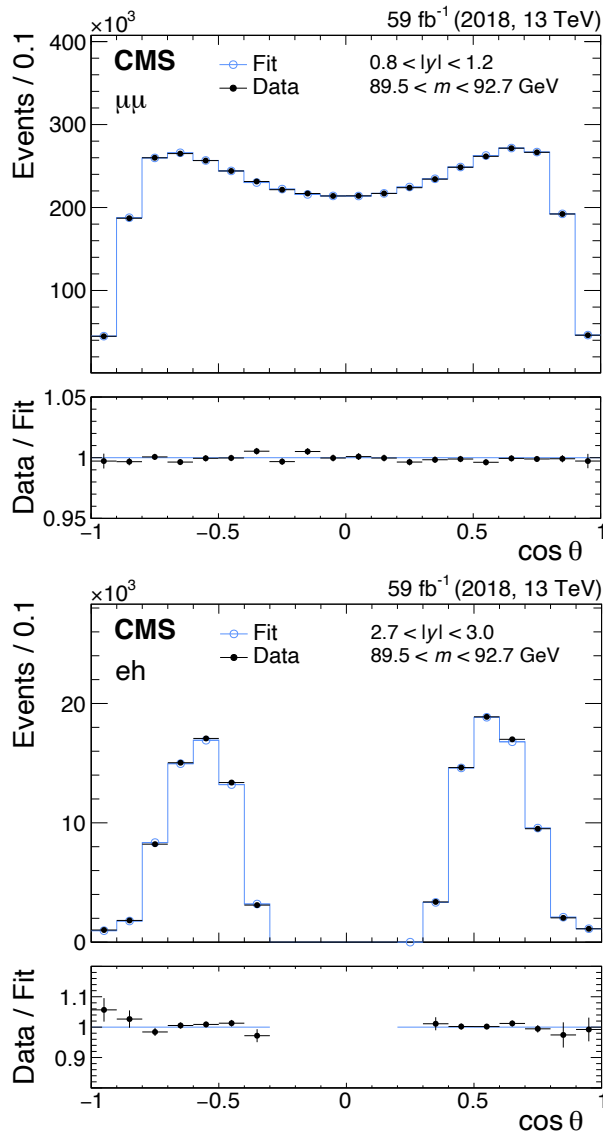 ×10³ 59 fb⁻¹ (2018, 13 TeV)
Events / 0.1
400
300
200
100
CMS
μμ
Fit
Data
0.8 < |y| < 1.2
89.5 < m < 92.7 GeV
Data / Fit
1.05
1
0.95
−1 −0.5 0 0.5 1
cos θ
×10³ 59 fb⁻¹ (2018, 13 TeV)
Events / 0.1
20
10
0
CMS
eh
Fit
Data
2.7 < |y| < 3.0
89.5 < m < 92.7 GeV
Data / Fit
1.1
1
0.9
−1 −0.5 0 0.5 1
cos θ